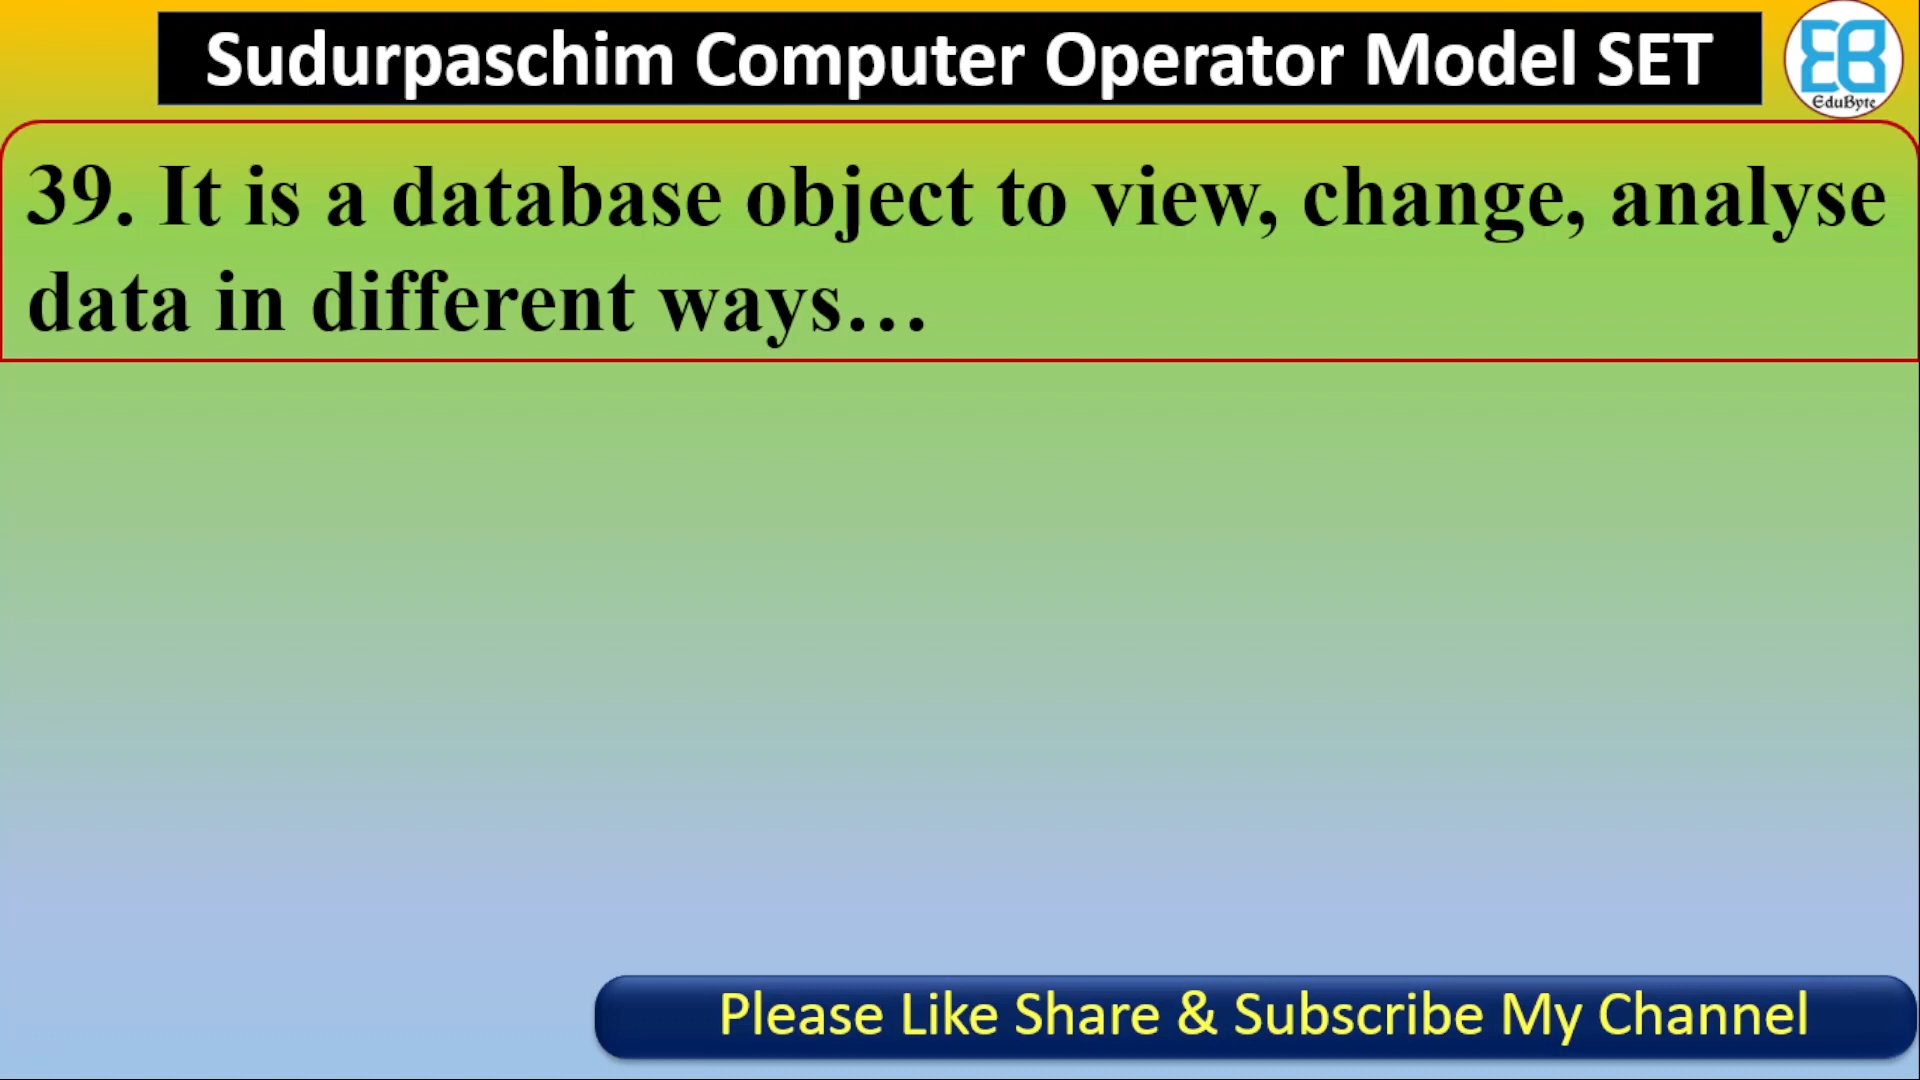 Sudurpaschim Computer Operator Model SET
EduByte
39. It is a database object to view, change, analyse
data in different ways...
Please Like Share & Subscribe My Channel